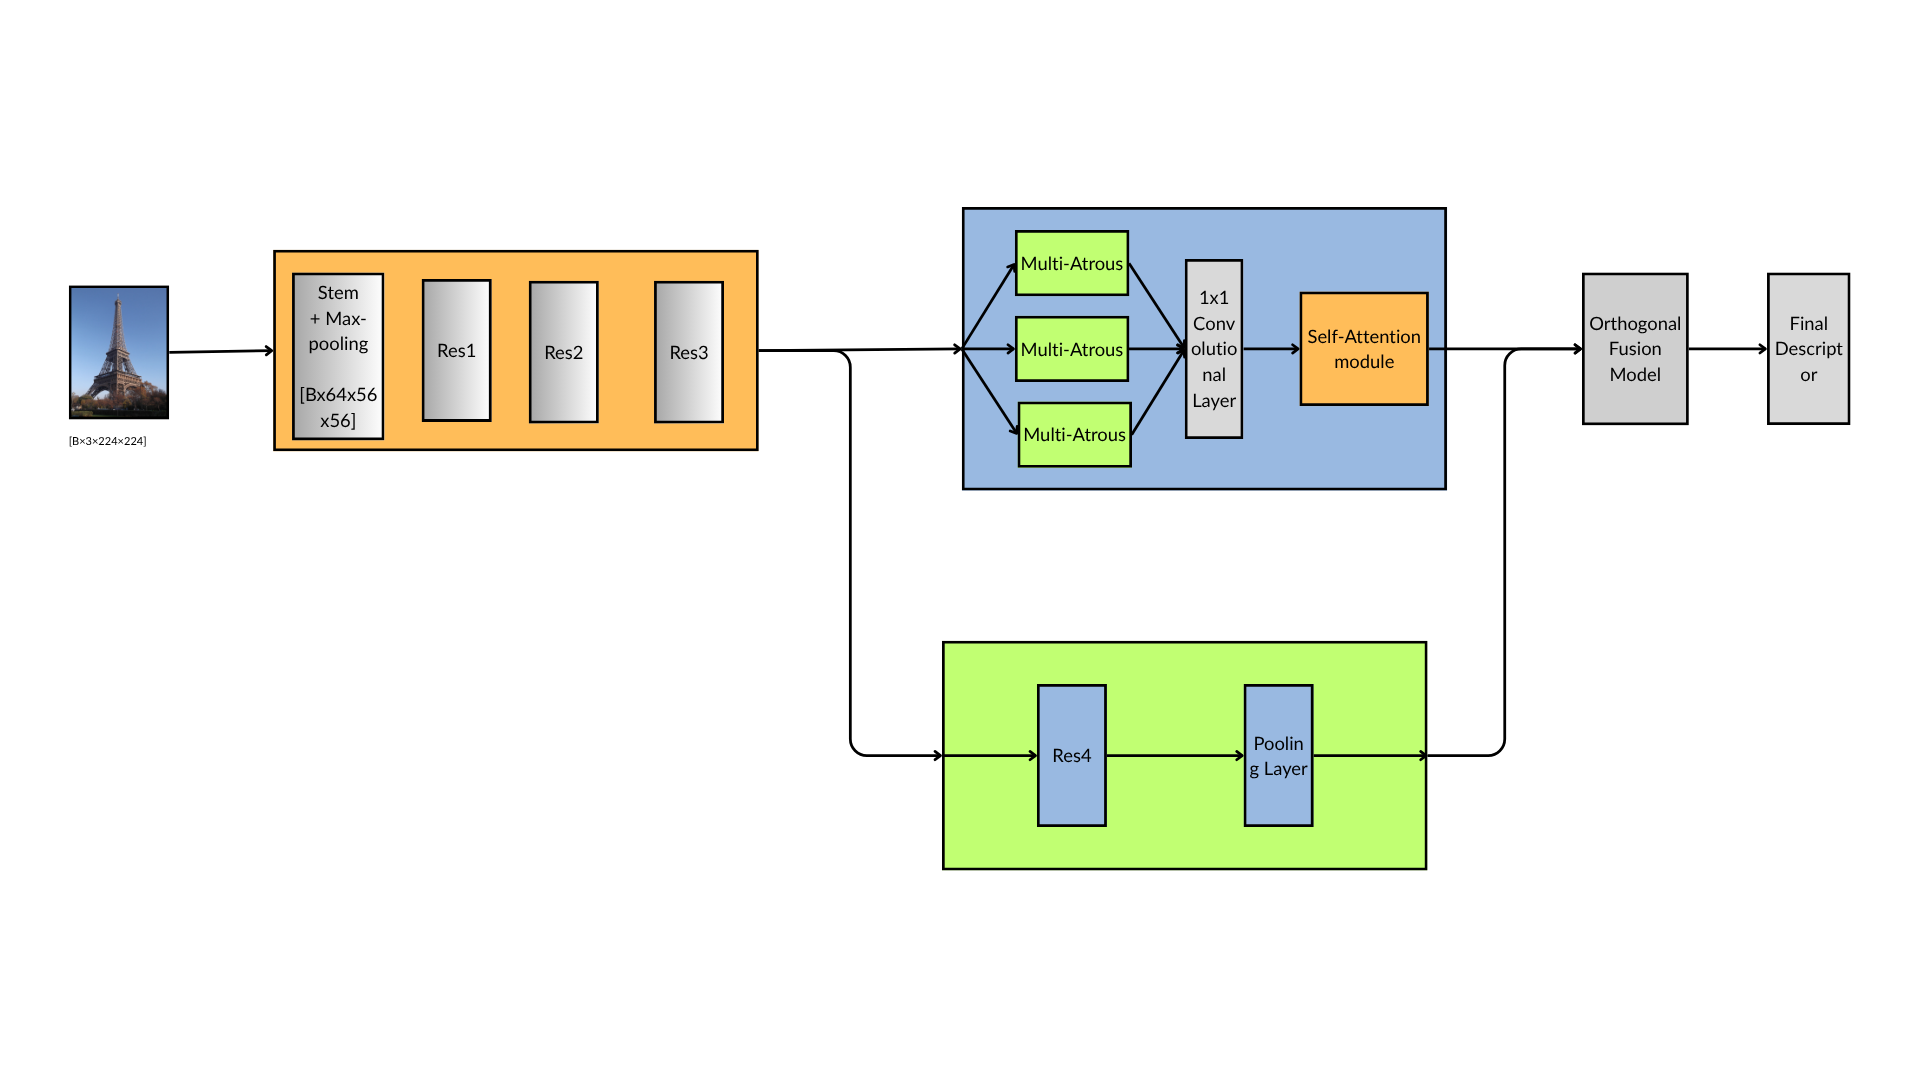 [B×3×224×224]
Stem
+ Max-
pooling
[Bx64x56
x56]
Res1
Res2
Res3
Multi-Atrous
Multi-Atrous
Multi-Atrous
1x1
Conv
olutio
nal
Layer
Self-Attention
module
Res4
Poolin
g Layer
Orthogonal
Fusion
Model
Final
Descript
or